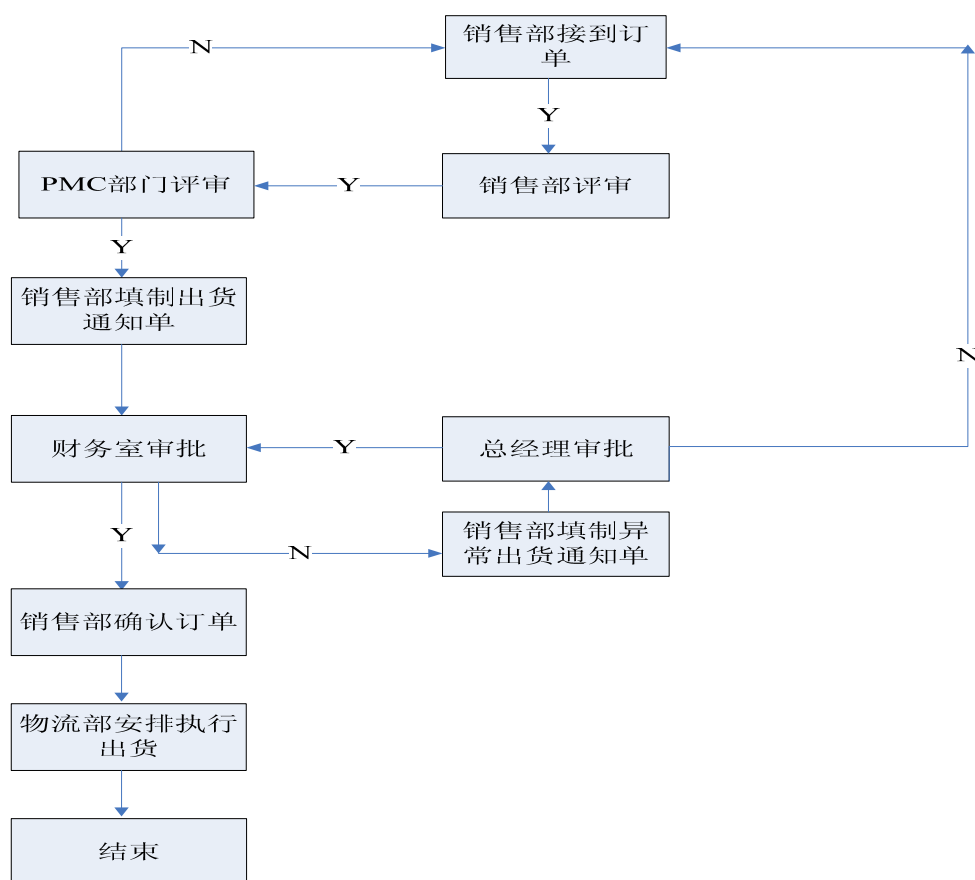 销售部接到订
单
N
Y
PMC部门评审
Y
销售部评审
Y
销售部填制出货
通知单
N
财务室审批
Y
总经理审批
Y
N
销售部填制异
常出货通知单
销售部确认订单
物流部安排执行
出货
结束